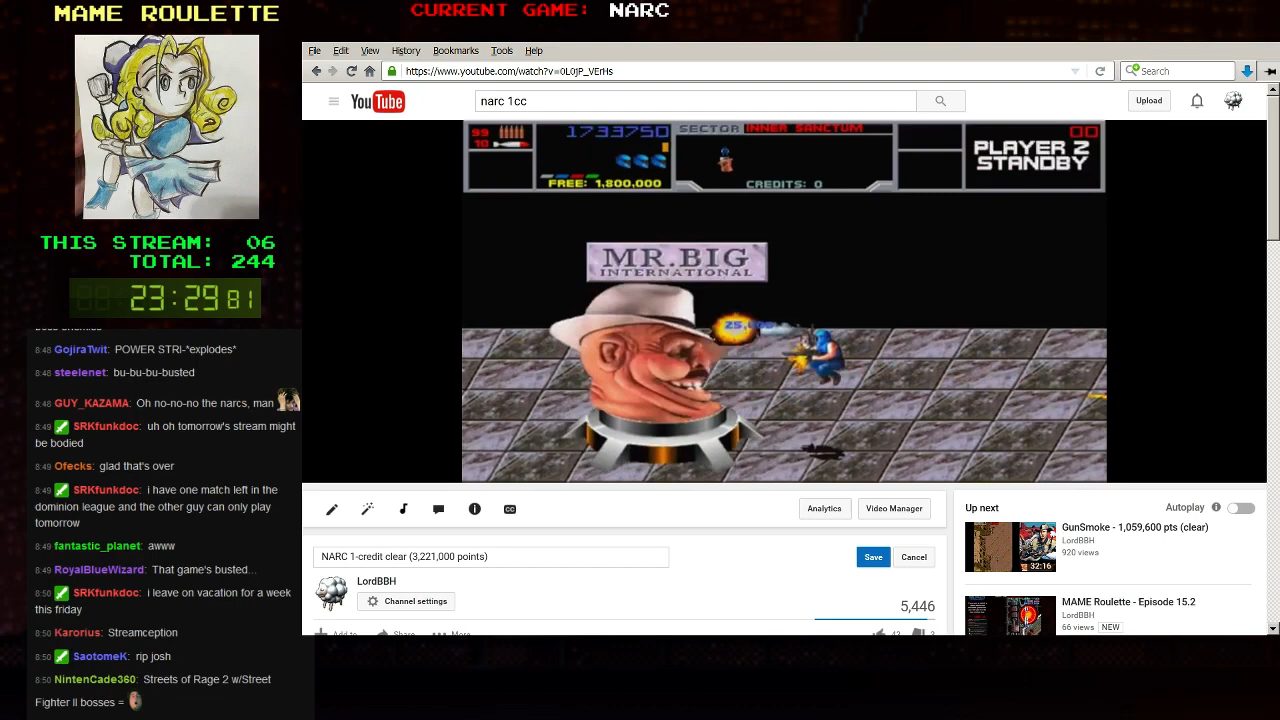 MAME ROULETTE
CURRENT GAME: NARC
THIS STREAM: 06
TOTAL: 244
23:29 81
8:48 GojiraTwit: POWER STRI-*explodes*
8:48 steelenet: bu-bu-bu-busted
8:48 GUY_KAZAMA: Oh no-no-no the narcs, man
8:49 SRKfunkdoc: uh oh tomorrow's stream might
be bodied
8:49 Ofecks: glad that's over
8:49 SRKfunkdoc: i have one match left in the
dominion league and the other guy can only play
tomorrow
8:49 fantastic_planet: awww
8:49 RoyalBlueWizard: That game's busted...
8:50 SRKfunkdoc: i leave on vacation for a week
this friday
8:50 Karorius: Streamception
8:50 SaotomeK: rip josh
8:50 NintenCade360: Streets of Rage 2 w/Street
Fighter II bosses =
File Edit View History Bookmarks Tools Help
https://www.youtube.com/watch?v=0L0jP_VErHs
Search
YouTube
narc 1cc
Upload
99
10
1733750
FREE: 1,800,000
SECTOR INNER SANCTUM
CREDITS: 0
00
PLAYER 2
STANDBY
MR.BIG
INTERNATIONAL
Analytics
Video Manager
NARC 1-credit clear (3,221,000 points)
Save
Cancel
LordBBH
Channel settings
5,446
Add to
Share
More
43
3
Up next
Autoplay
GunSmoke - 1,059,600 pts (clear)
LordBBH
920 views
32:16
MAME Roulette - Episode 15.2
LordBBH
66 views NEW